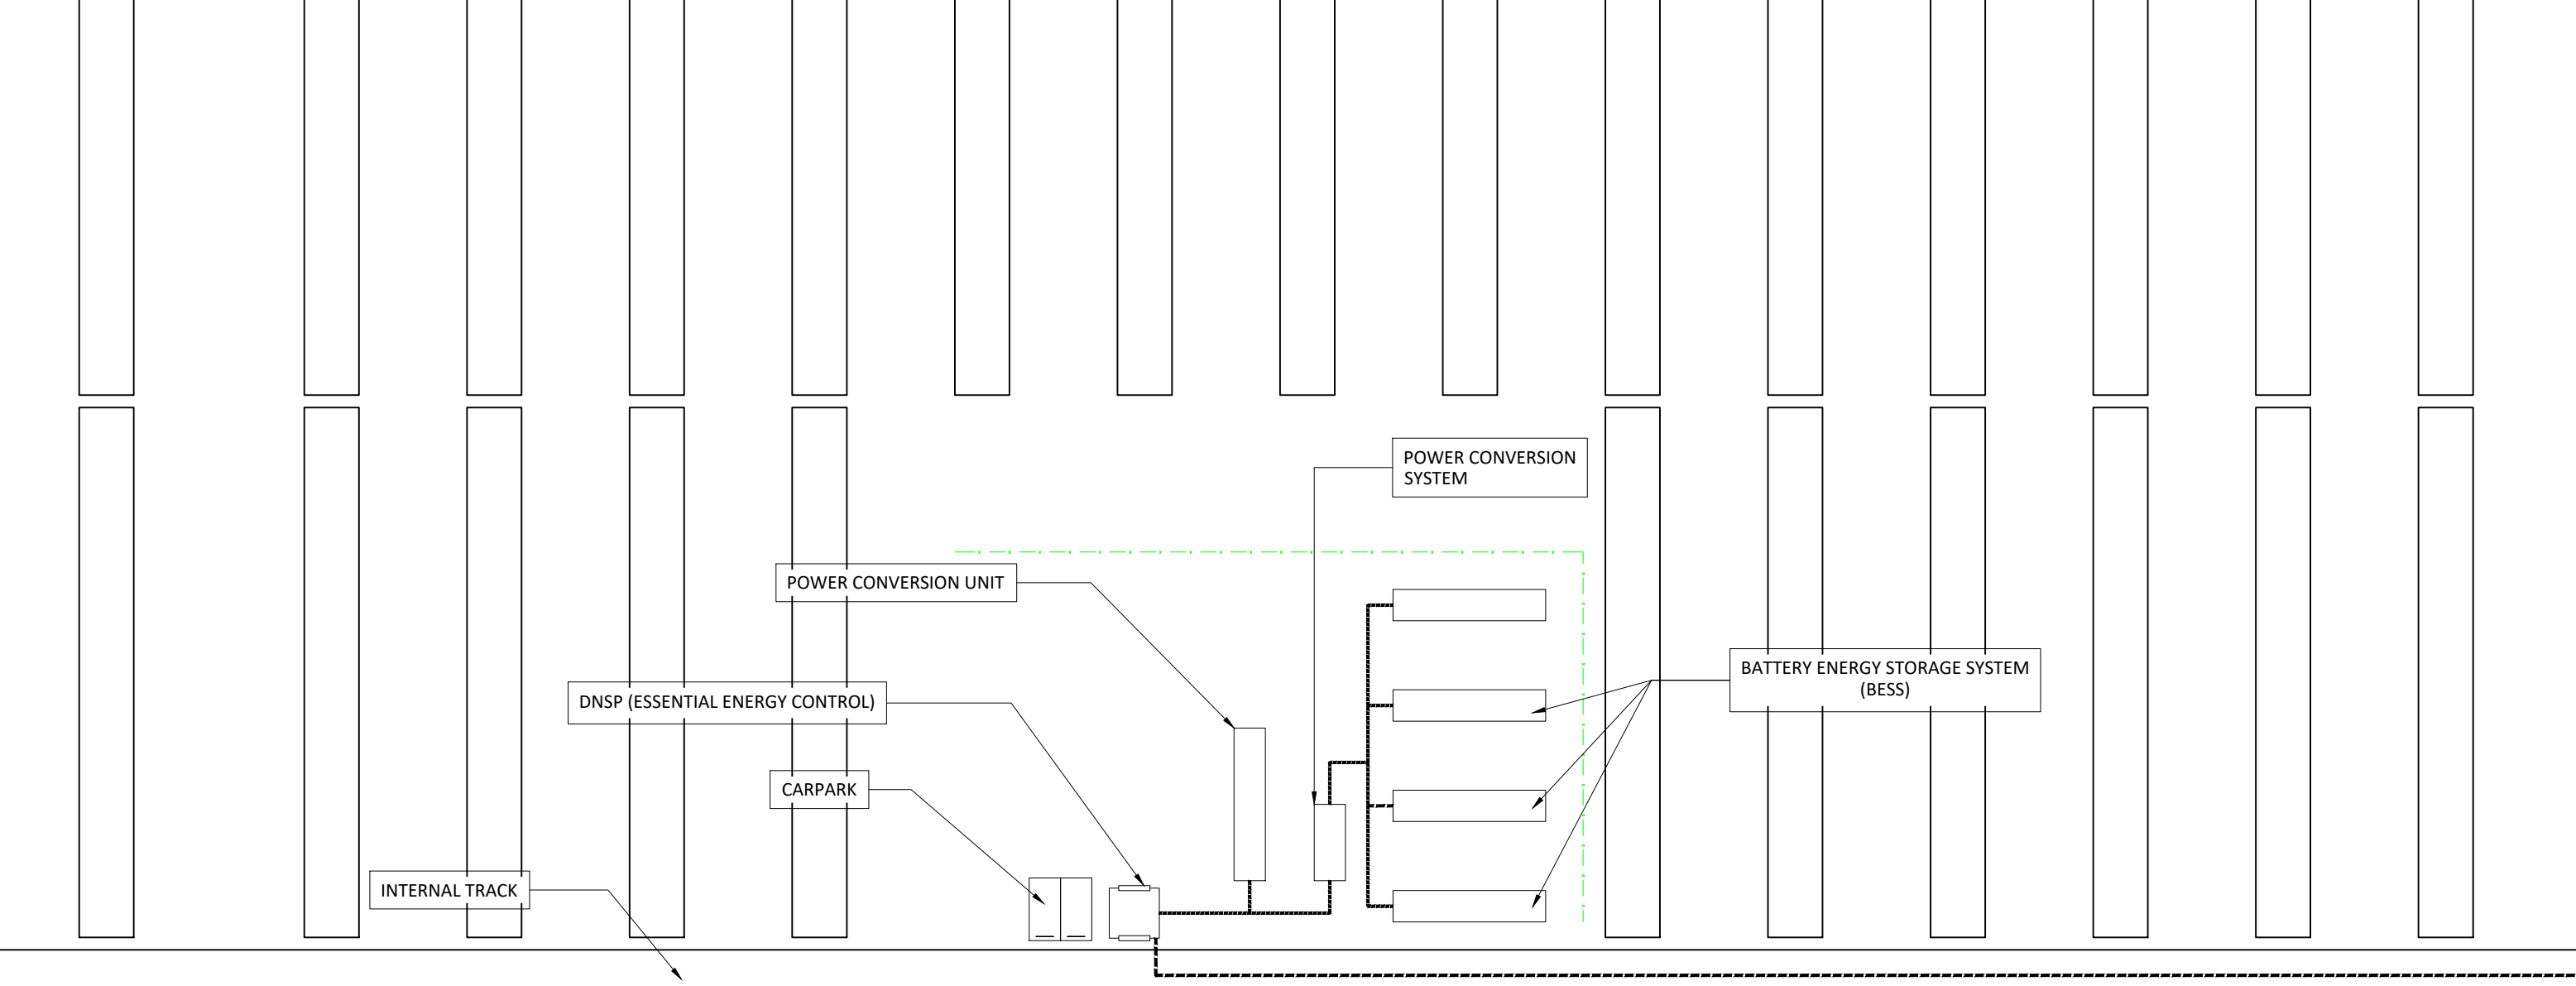 POWER CONVERSION
SYSTEM
POWER CONVERSION UNIT
BATTERY ENERGY STORAGE SYSTEM
(BESS)
DNSP (ESSENTIAL ENERGY CONTROL)
CARPARK
INTERNAL TRACK